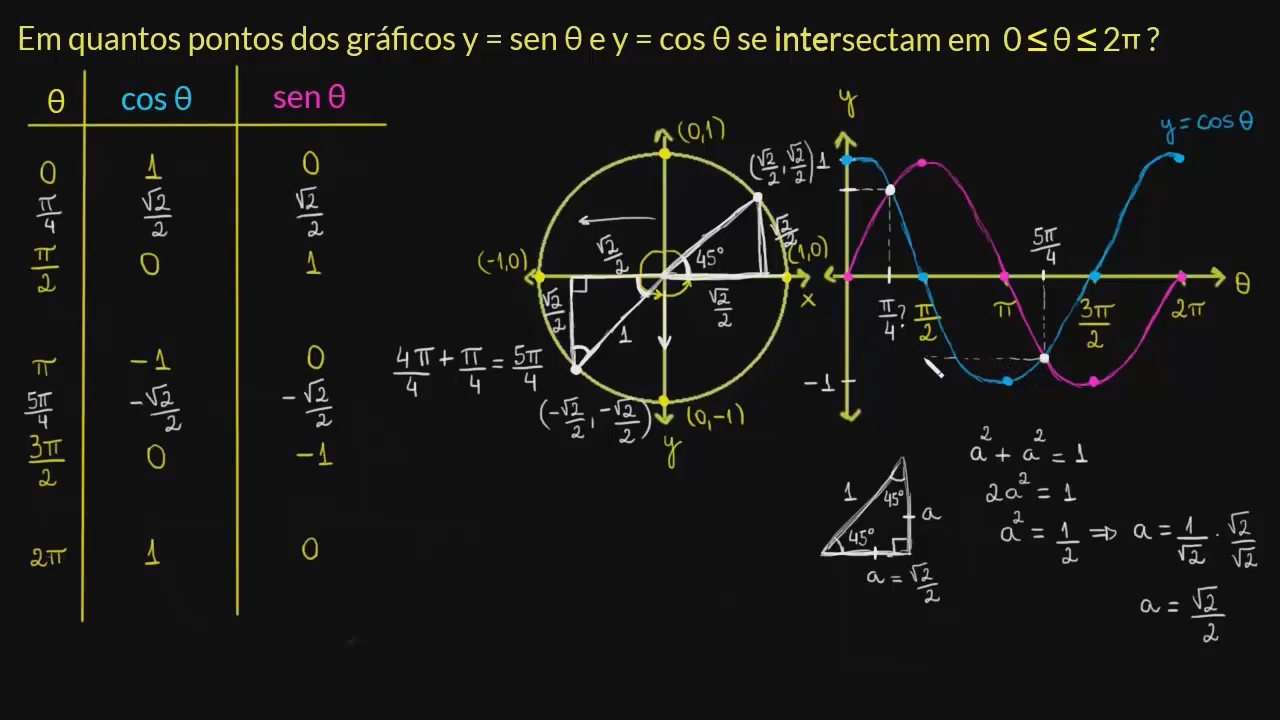 Em quantos pontos dos gráficos y = sen θ e y = cos θ se intersectam em 0 ≤ θ ≤ 2π ?
θ cos θ sen θ
0 1 0
π/4 √2/2 √2/2
π/2 0 1
π -1 0
5π/4 -√2/2 -√2/2
3π/2 0 -1
2π 1 0
(0,1)
(√2/2, √2/2)
(-1,0)
√2/2
45°
√2/2
(1,0)
√2/2
√2/2
1
x
4π/4 + π/4 = 5π/4
(-√2/2, -√2/2)
(0,-1)
y
y
y = cos θ
1
5π/4
θ
π/4?
π/2
π
3π/2
2π
-1
1
45°
45°
a
a = √2/2
a² + a² = 1
2a² = 1
a² = 1/2 ⇒ a = 1/√2 · √2/√2
a = √2/2